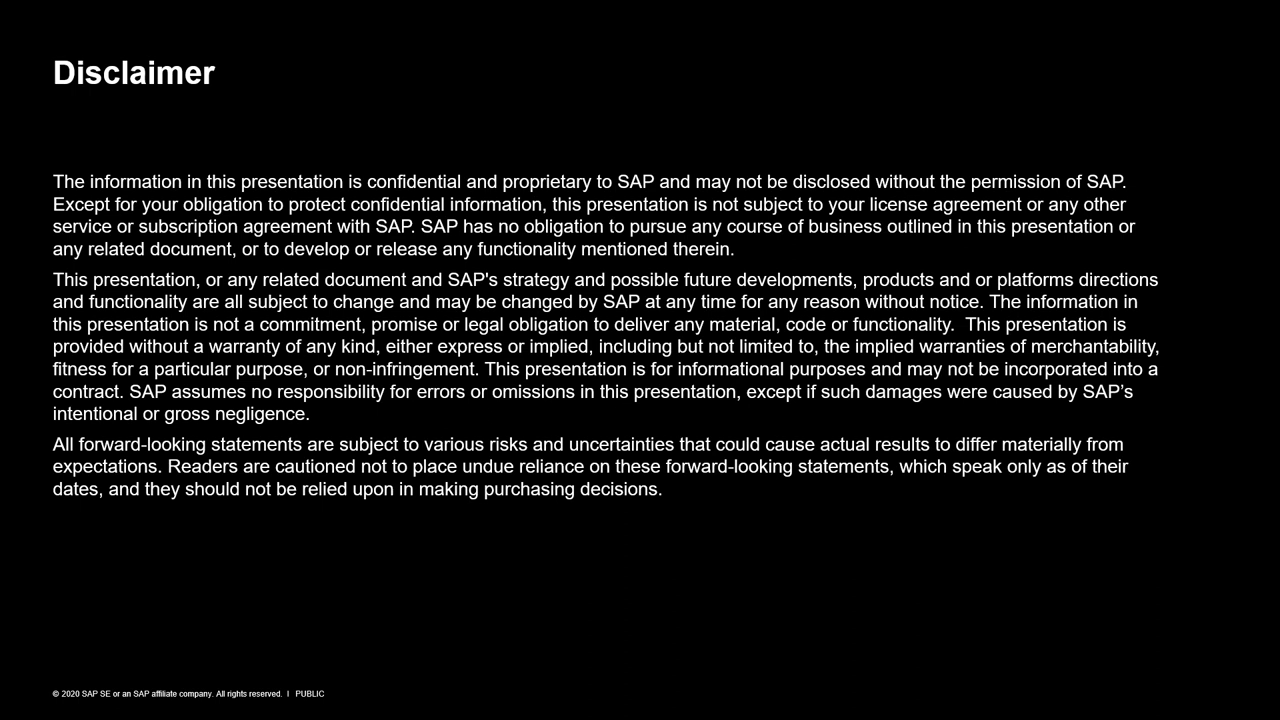 Disclaimer
The information in this presentation is confidential and proprietary to SAP and may not be disclosed without the permission of SAP.
Except for your obligation to protect confidential information, this presentation is not subject to your license agreement or any other
service or subscription agreement with SAP. SAP has no obligation to pursue any course of business outlined in this presentation or
any related document, or to develop or release any functionality mentioned therein.
This presentation, or any related document and SAP's strategy and possible future developments, products and or platforms directions
and functionality are all subject to change and may be changed by SAP at any time for any reason without notice. The information in
this presentation is not a commitment, promise or legal obligation to deliver any material, code or functionality.  This presentation is
provided without a warranty of any kind, either express or implied, including but not limited to, the implied warranties of merchantability,
fitness for a particular purpose, or non-infringement. This presentation is for informational purposes and may not be incorporated into a
contract. SAP assumes no responsibility for errors or omissions in this presentation, except if such damages were caused by SAP’s
intentional or gross negligence.
All forward-looking statements are subject to various risks and uncertainties that could cause actual results to differ materially from
expectations. Readers are cautioned not to place undue reliance on these forward-looking statements, which speak only as of their
dates, and they should not be relied upon in making purchasing decisions.
© 2020 SAP SE or an SAP affiliate company. All rights reserved. I PUBLIC